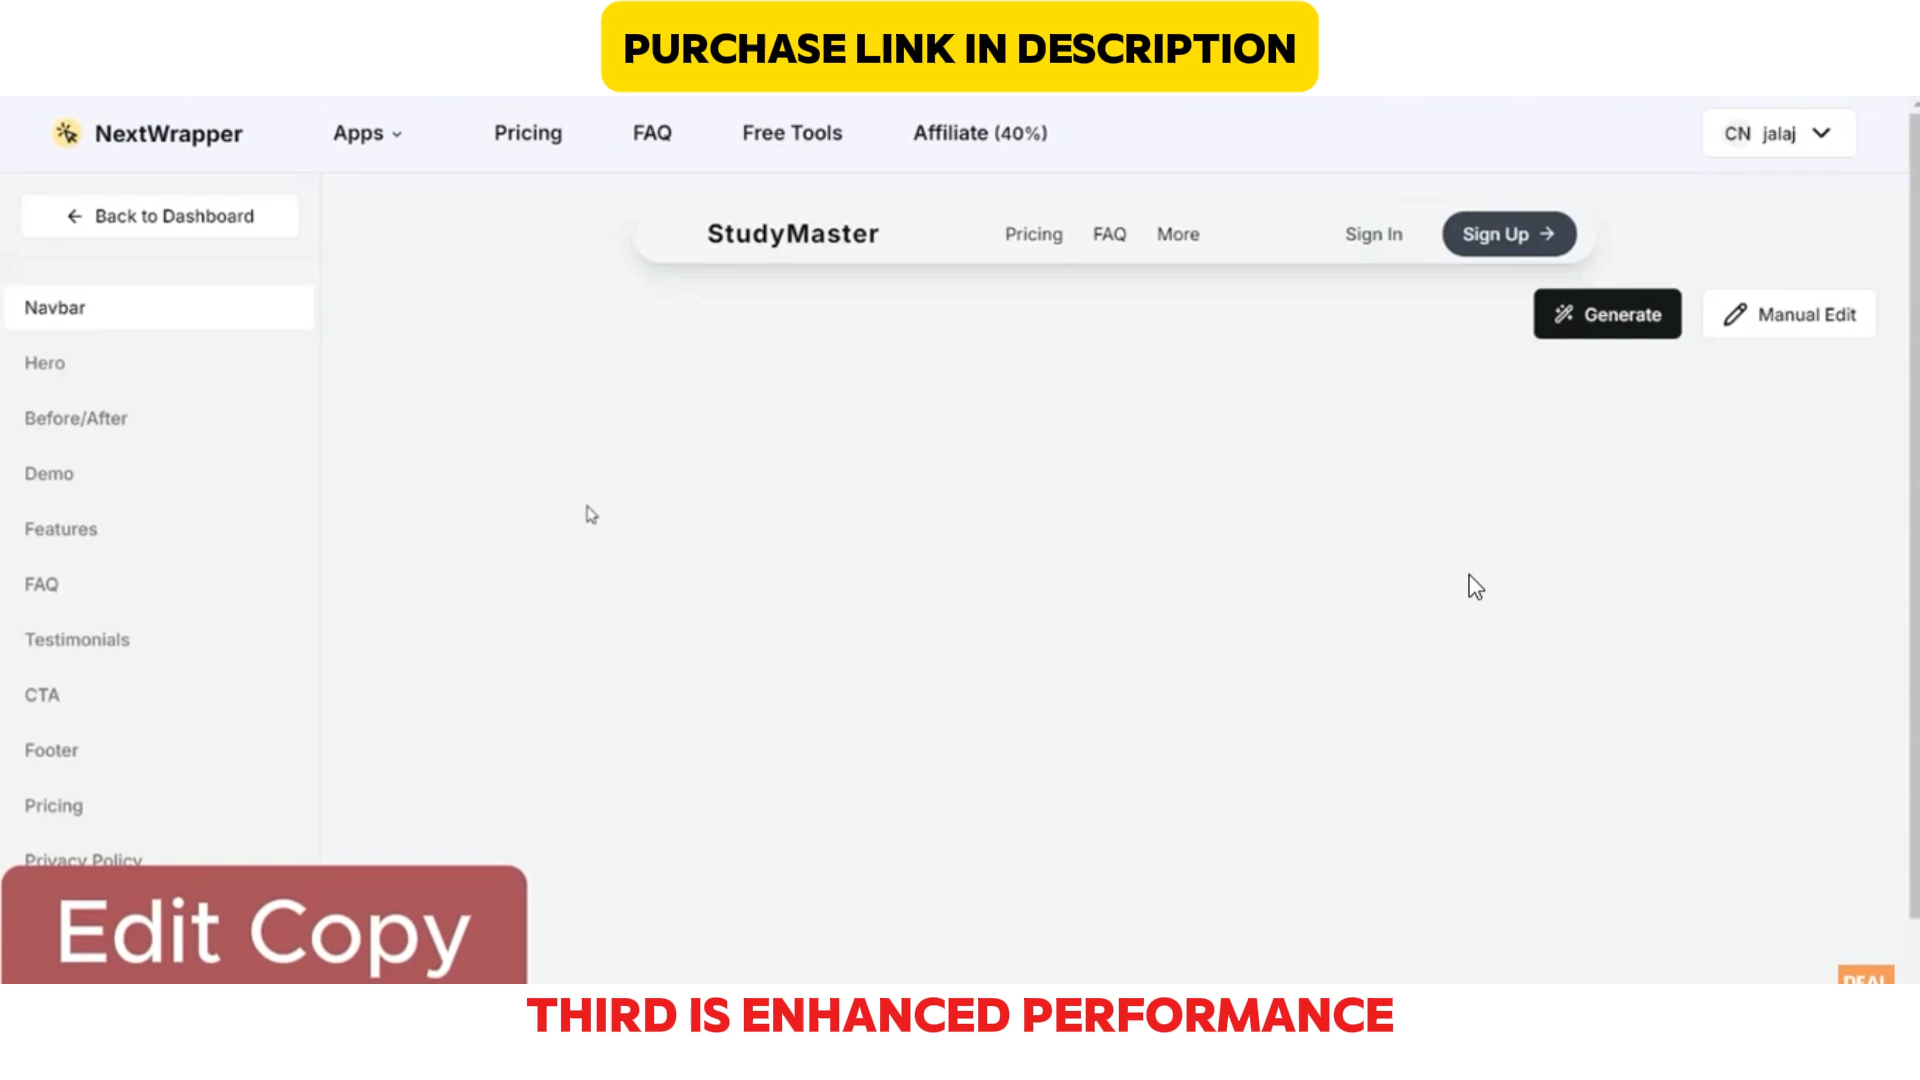 PURCHASE LINK IN DESCRIPTION
NextWrapper Apps Pricing FAQ Free Tools Affiliate (40%) CN jalaj
← Back to Dashboard
StudyMaster Pricing FAQ More Sign In Sign Up →
Generate Manual Edit
Navbar
Hero
Before/After
Demo
Features
FAQ
Testimonials
CTA
Footer
Pricing
Privacy Policy
Edit Copy
DEAL
THIRD IS ENHANCED PERFORMANCE